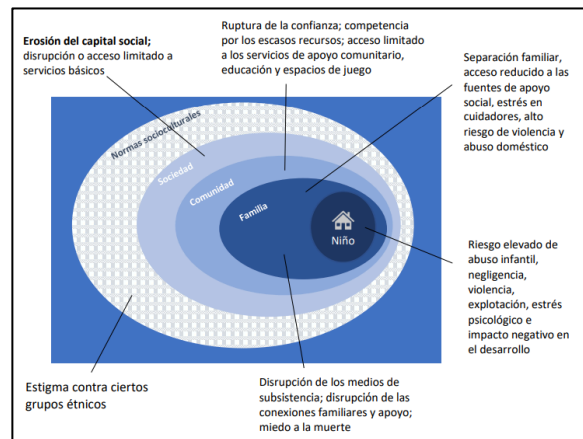 Erosión del capital social;
disrupción o acceso limitado a
servicios básicos
Ruptura de la confianza; competencia
por los escasos recursos; acceso limitado
a los servicios de apoyo comunitario,
educación y espacios de juego
Separación familiar,
acceso reducido a las
fuentes de apoyo
social, estrés en
cuidadores, alto
riesgo de violencia y
abuso doméstico
Normas socioculturales
Sociedad
Comunidad
Familia
Niño
Riesgo elevado de
abuso infantil,
negligencia,
violencia,
explotación, estrés
psicológico e
impacto negativo en
el desarrollo
Estigma contra ciertos
grupos étnicos
Disrupción de los medios de
subsistencia; disrupción de las
conexiones familiares y apoyo;
miedo a la muerte